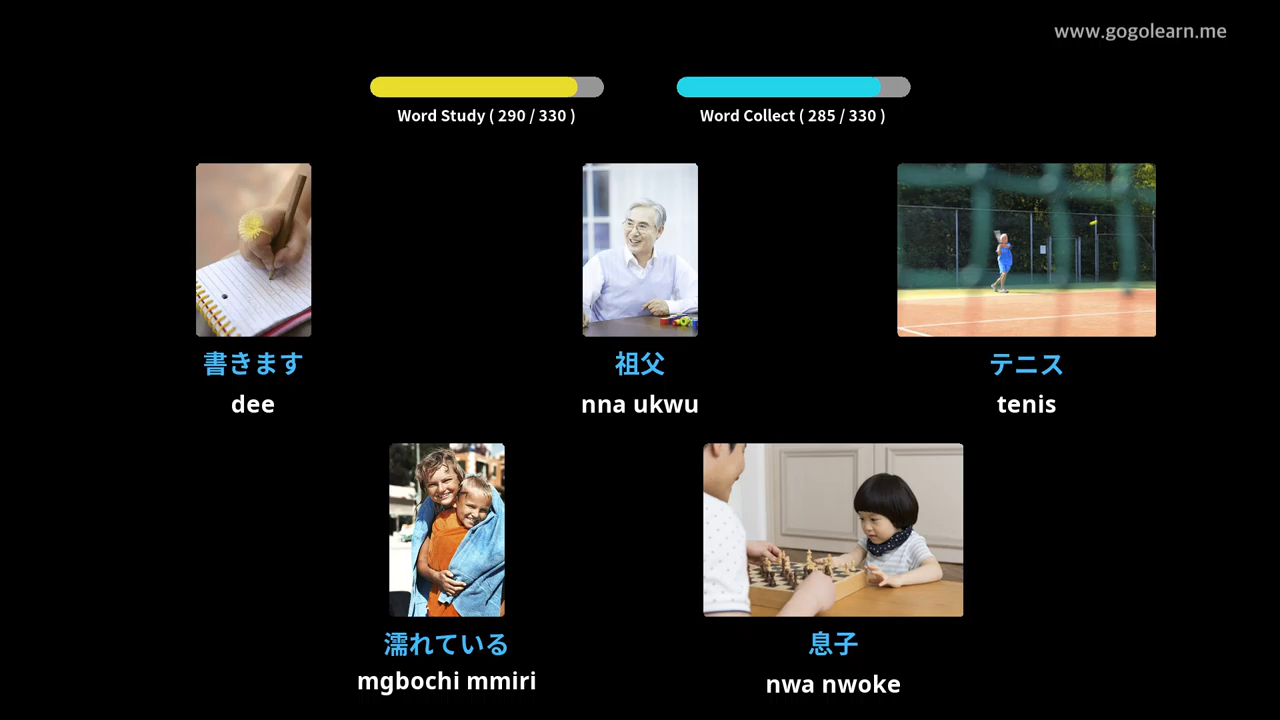 www.gogolearn.me
Word Study ( 290 / 330 )
Word Collect ( 285 / 330 )
書きます
dee
祖父
nna ukwu
テニス
tenis
濡れている
mgbochi mmiri
息子
nwa nwoke